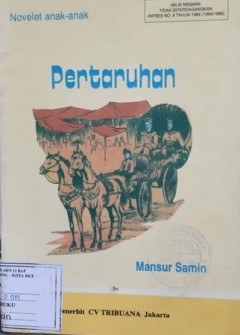 Novelet anak-anak
MILIK NEGARA
TIDAK DIPERDAGANGKAN
INPRES NO. 6 TAHUN 1984 (1984/1985)
Pertaruhan
Mansur Samin
enerbit CV TRIBUANA Jakarta